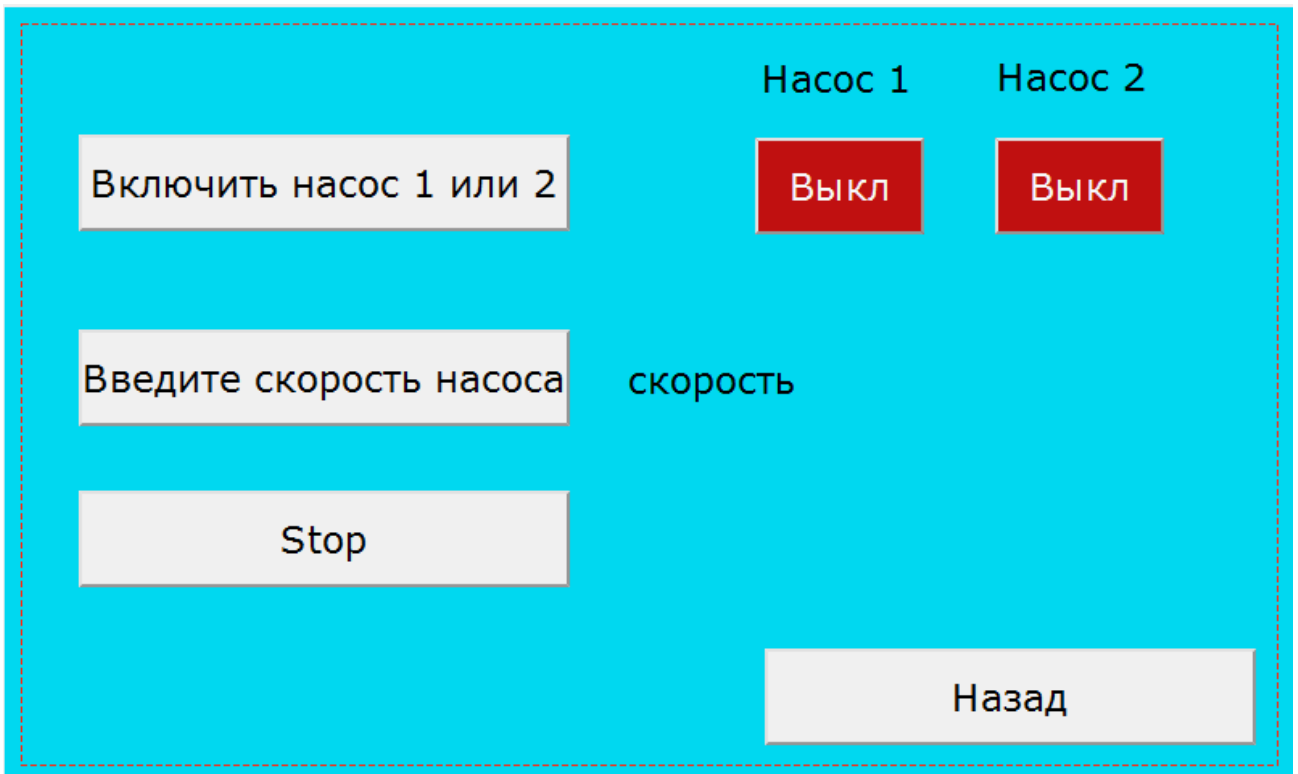 Насос 1
Насос 2
Включить насос 1 или 2
Выкл
Выкл
Введите скорость насоса
скорость
Stop
Назад